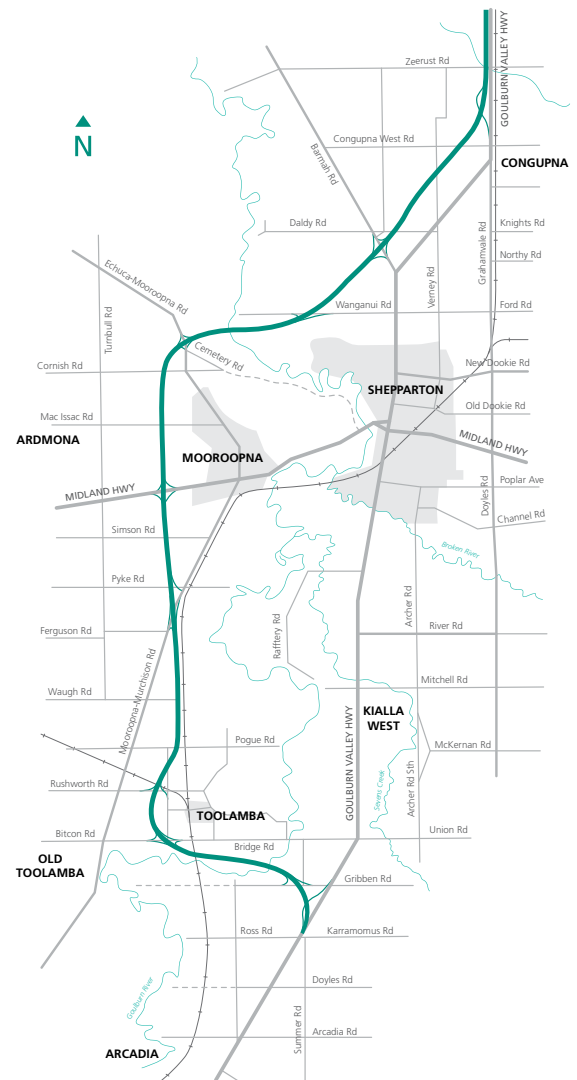 GOULBURN VALLEY HWY
Zeerust Rd
N
Congupna West Rd
Barmah Rd
CONGUPNA
Daldy Rd
Knights Rd
Grahamvale Rd
Northy Rd
Echuca-Mooroopna Rd
Verney Rd
Turnbull Rd
Wanganui Rd
Ford Rd
Cemetery Rd
Cornish Rd
New Dookie Rd
SHEPPARTON
Old Dookie Rd
Mac Issac Rd
ARDMONA
MIDLAND HWY
MOOROOPNA
MIDLAND HWY
Doyles Rd
Poplar Ave
Channel Rd
Simson Rd
Broken River
Pyke Rd
Archer Rd
Raftery Rd
Ferguson Rd
River Rd
Mooroopna-Murchison Rd
Mitchell Rd
Waugh Rd
KIALLA
WEST
GOULBURN VALLEY HWY
Pogue Rd
McKernan Rd
Sevens Creek
Archer Rd Sth
Rushworth Rd
TOOLAMBA
Bitcon Rd
Union Rd
Bridge Rd
OLD
TOOLAMBA
Gribben Rd
Ross Rd
Karramomus Rd
Goulburn River
Doyles Rd
Summer Rd
Arcadia Rd
ARCADIA